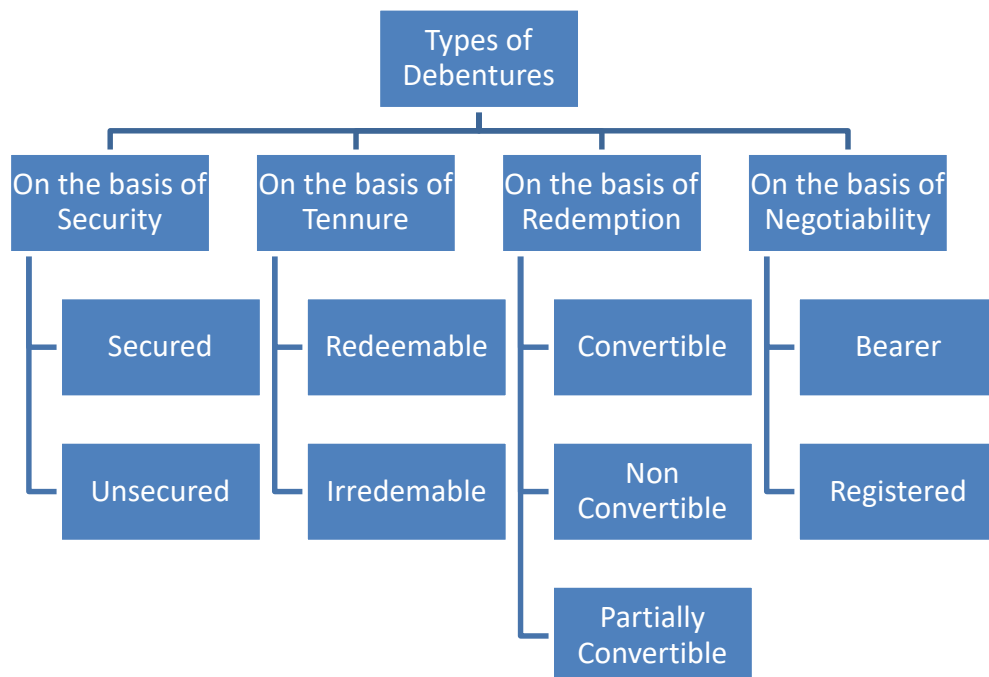 Types of
Debentures
On the basis of
Security
On the basis of
Tennure
On the basis of
Redemption
On the basis of
Negotiability
Secured
Redeemable
Convertible
Bearer
Unsecured
Irredemable
Non
Convertible
Registered
Partially
Convertible